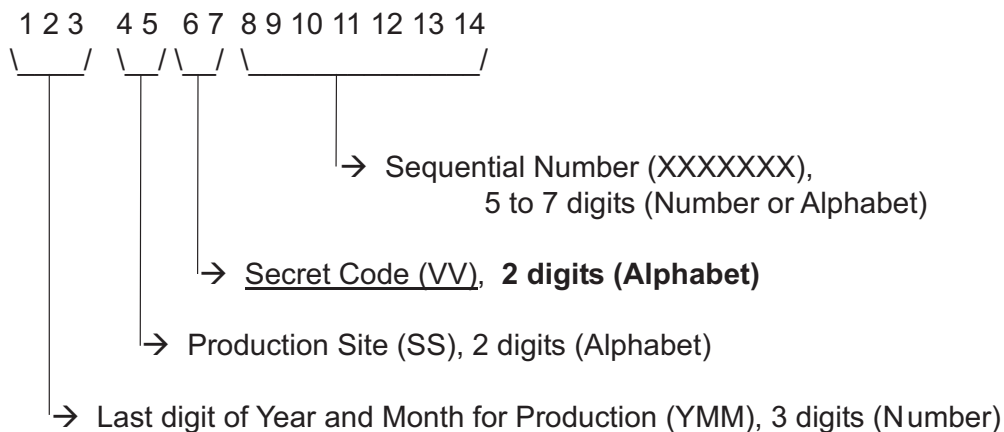 1 2 3 4 5 6 7 8 9 10 11 12 13 14
→ Sequential Number (XXXXXXX),
5 to 7 digits (Number or Alphabet)
→ Secret Code (VV), 2 digits (Alphabet)
→ Production Site (SS), 2 digits (Alphabet)
→ Last digit of Year and Month for Production (YMM), 3 digits (Number)